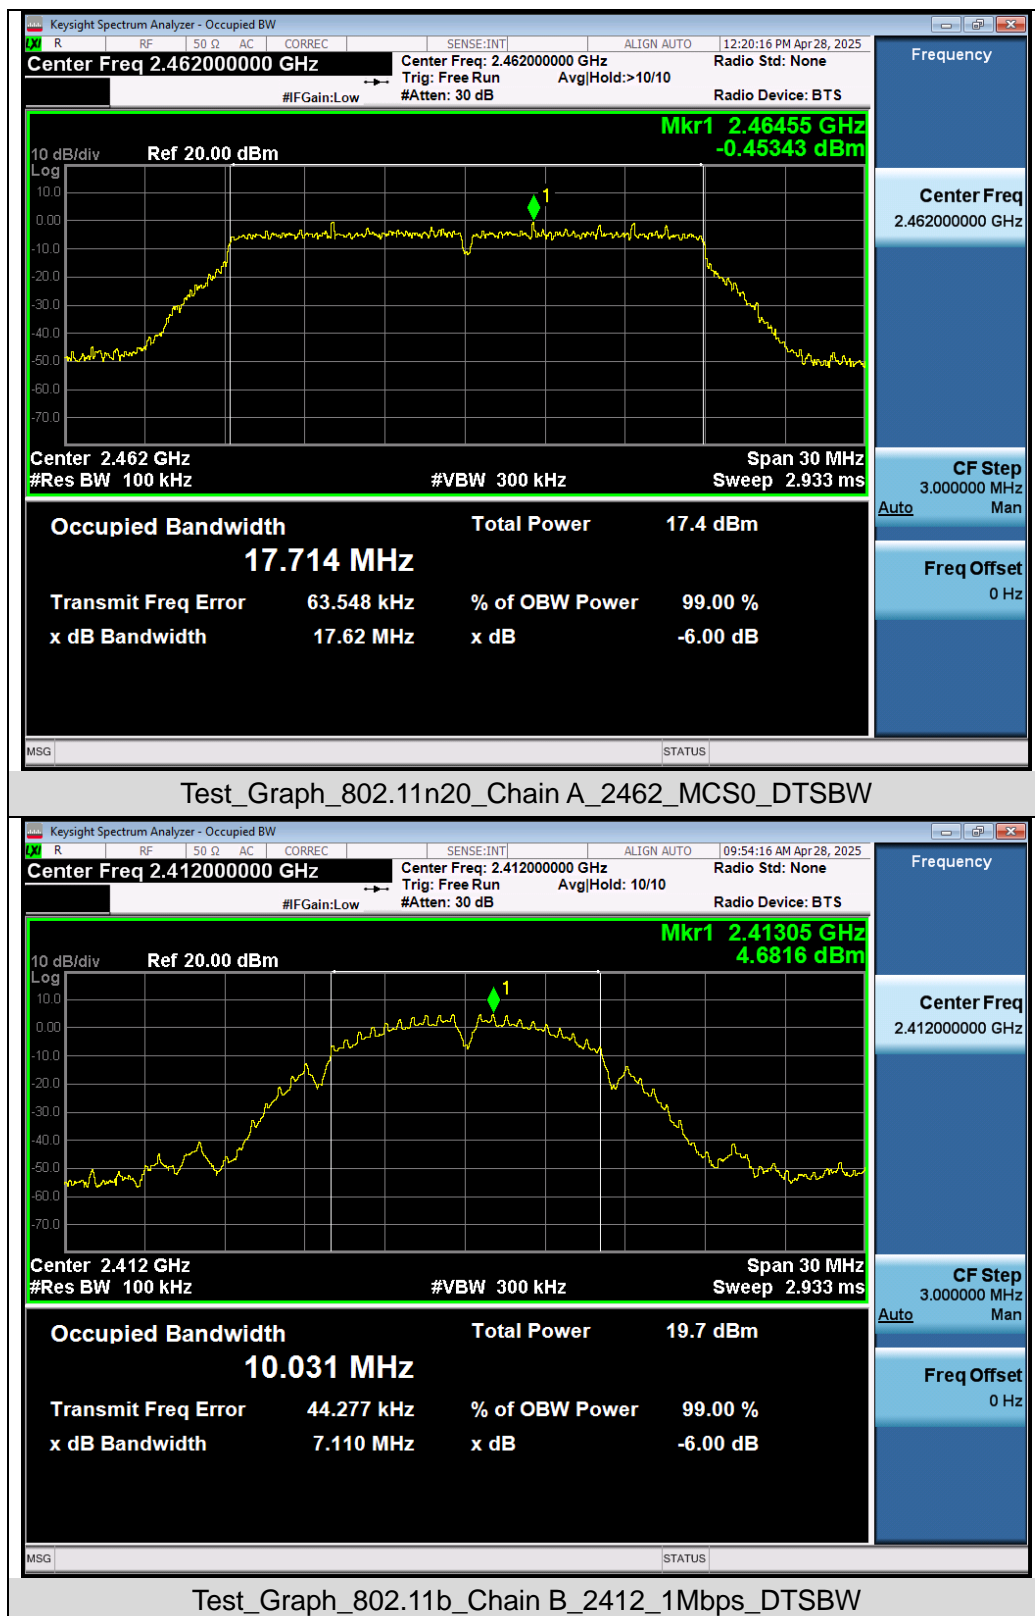 Keysight Spectrum Analyzer - Occupied BW
LXI R RF 50 Ω AC CORREC SENSE:INT ALIGN AUTO 12:20:16 PM Apr 28, 2025
Center Freq 2.462000000 GHz
Center Freq: 2.462000000 GHz
Radio Std: None
Trig: Free Run Avg|Hold:>10/10
#IFGain:Low
#Atten: 30 dB
Radio Device: BTS
Mkr1 2.46455 GHz
-0.45343 dBm
10 dB/div Ref 20.00 dBm
Log
10.0
0.00
-10.0
-20.0
-30.0
-40.0
-50.0
-60.0
-70.0
1
Center 2.462 GHz Span 30 MHz
#Res BW 100 kHz #VBW 300 kHz Sweep 2.933 ms
Occupied Bandwidth Total Power 17.4 dBm
17.714 MHz
Transmit Freq Error 63.548 kHz % of OBW Power 99.00 %
x dB Bandwidth 17.62 MHz x dB -6.00 dB
MSG STATUS
Frequency
Center Freq
2.462000000 GHz
CF Step
3.000000 MHz
Auto Man
Freq Offset
0 Hz
Test_Graph_802.11n20_Chain A_2462_MCS0_DTSBW
Keysight Spectrum Analyzer - Occupied BW
LXI R RF 50 Ω AC CORREC SENSE:INT ALIGN AUTO 09:54:16 AM Apr 28, 2025
Center Freq 2.412000000 GHz
Center Freq: 2.412000000 GHz
Radio Std: None
Trig: Free Run Avg|Hold: 10/10
#IFGain:Low
#Atten: 30 dB
Radio Device: BTS
Mkr1 2.41305 GHz
4.6816 dBm
10 dB/div Ref 20.00 dBm
Log
10.0
0.00
-10.0
-20.0
-30.0
-40.0
-50.0
-60.0
-70.0
1
Center 2.412 GHz Span 30 MHz
#Res BW 100 kHz #VBW 300 kHz Sweep 2.933 ms
Occupied Bandwidth Total Power 19.7 dBm
10.031 MHz
Transmit Freq Error 44.277 kHz % of OBW Power 99.00 %
x dB Bandwidth 7.110 MHz x dB -6.00 dB
MSG STATUS
Frequency
Center Freq
2.412000000 GHz
CF Step
3.000000 MHz
Auto Man
Freq Offset
0 Hz
Test_Graph_802.11b_Chain B_2412_1Mbps_DTSBW